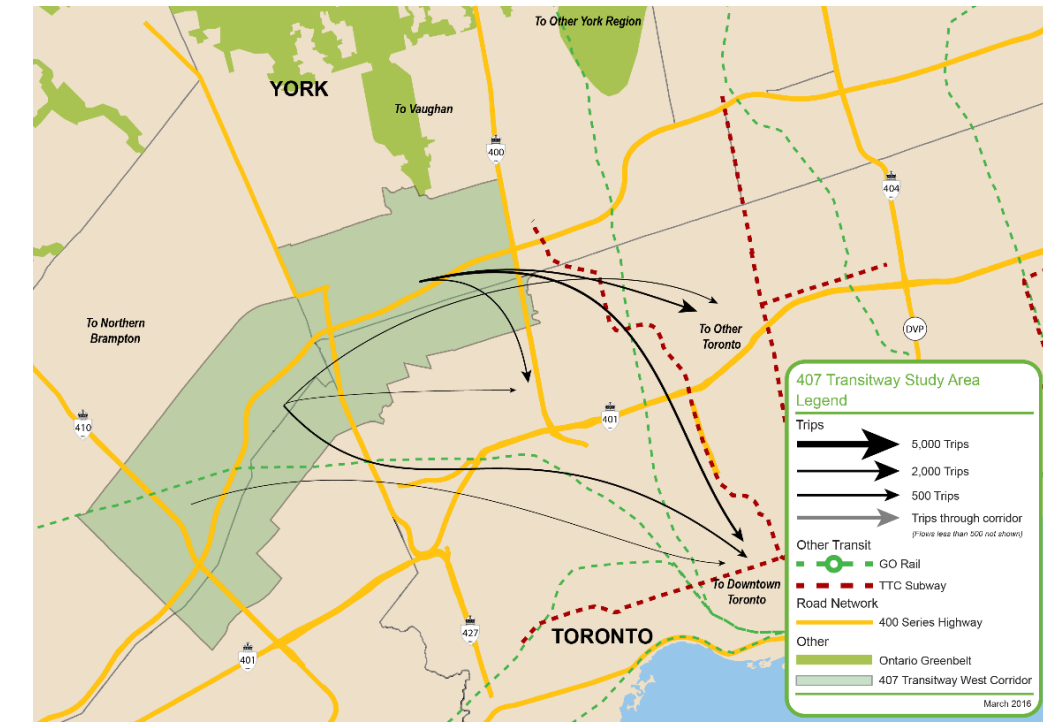 To Other York Region
YORK
To Vaughan
400
404
To Northern
Brampton
To Other
Toronto
DVP
410
401
427
401
TORONTO
To Downtown
Toronto
407 Transitway Study Area
Legend
Trips
5,000 Trips
2,000 Trips
500 Trips
Trips through corridor
(Flows less than 500 not shown)
Other Transit
GO Rail
TTC Subway
Road Network
400 Series Highway
Other
Ontario Greenbelt
407 Transitway West Corridor
March 2016